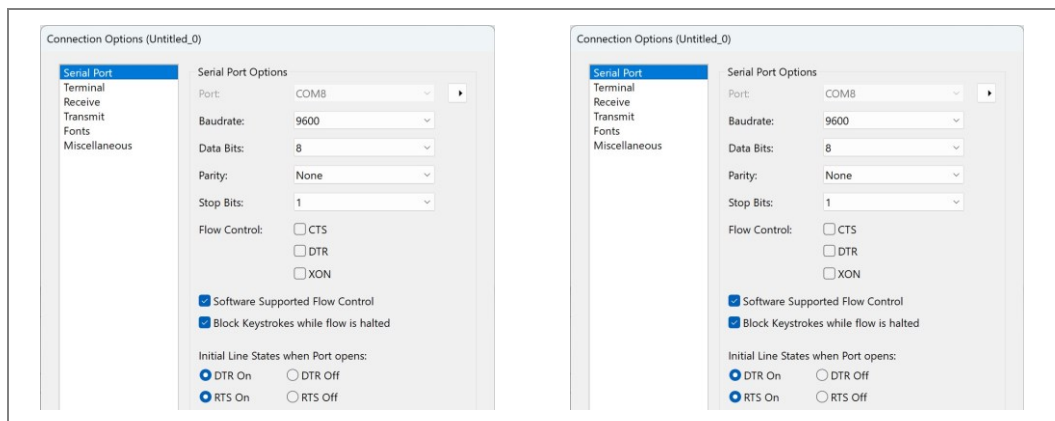 Connection Options (Untitled_0)
Serial Port
Terminal
Receive
Transmit
Fonts
Miscellaneous
Serial Port Options
Port: COM8
Baudrate: 9600
Data Bits: 8
Parity: None
Stop Bits: 1
Flow Control: CTS
DTR
XON
Software Supported Flow Control
Block Keystrokes while flow is halted
Initial Line States when Port opens:
DTR On DTR Off
RTS On RTS Off
Connection Options (Untitled_0)
Serial Port
Terminal
Receive
Transmit
Fonts
Miscellaneous
Serial Port Options
Port: COM8
Baudrate: 9600
Data Bits: 8
Parity: None
Stop Bits: 1
Flow Control: CTS
DTR
XON
Software Supported Flow Control
Block Keystrokes while flow is halted
Initial Line States when Port opens:
DTR On DTR Off
RTS On RTS Off